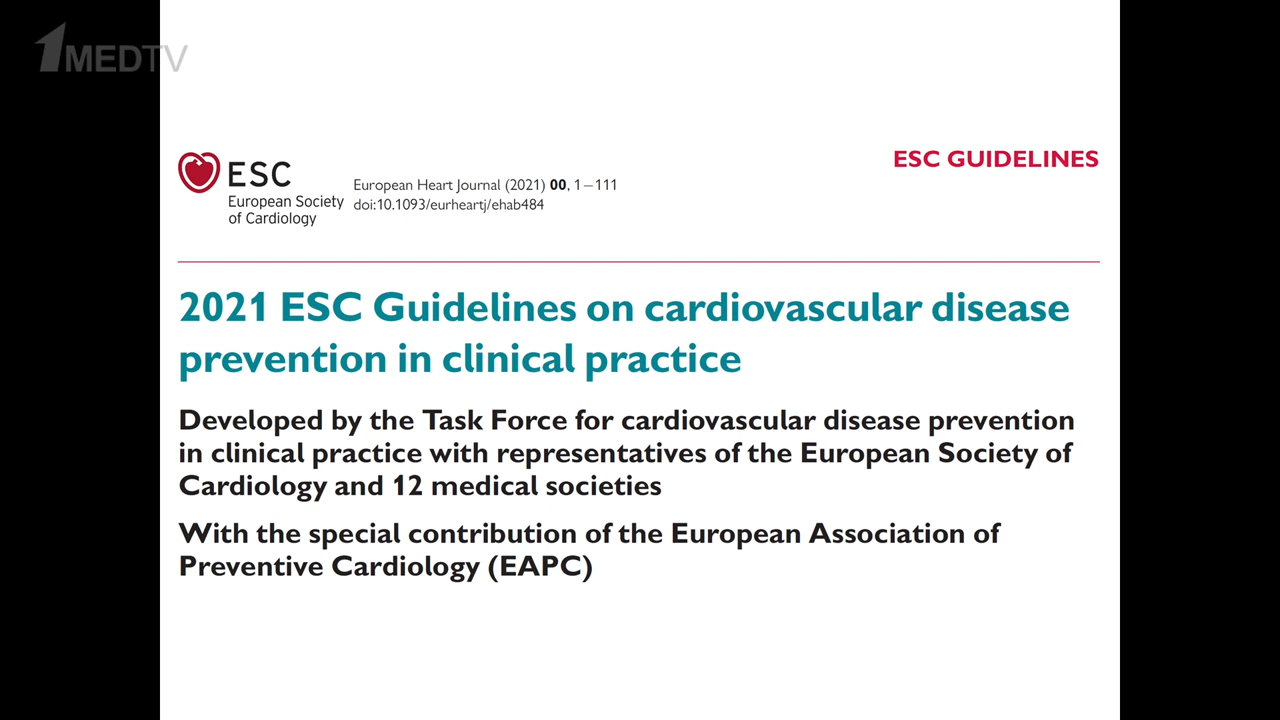 1MEDTV
ESC
European Society
of Cardiology
European Heart Journal (2021) 00, 1–111
doi:10.1093/eurheartj/ehab484
ESC GUIDELINES
2021 ESC Guidelines on cardiovascular disease
prevention in clinical practice
Developed by the Task Force for cardiovascular disease prevention
in clinical practice with representatives of the European Society of
Cardiology and 12 medical societies
With the special contribution of the European Association of
Preventive Cardiology (EAPC)